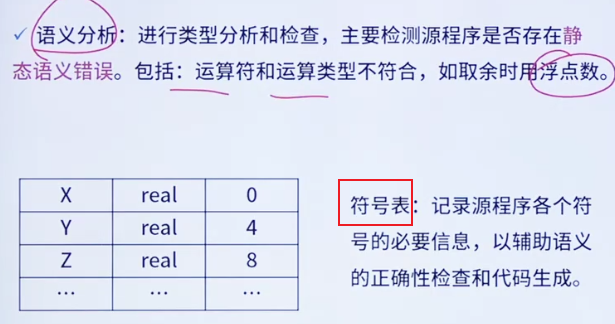 ✓ 语义分析：进行类型分析和检查，主要检测源程序是否存在静
态语义错误。包括：运算符和运算类型不符合，如取余时用浮点数。
X real 0
Y real 4
Z real 8
… … …
符号表：记录源程序各个符
号的必要信息，以辅助语义
的正确性检查和代码生成。